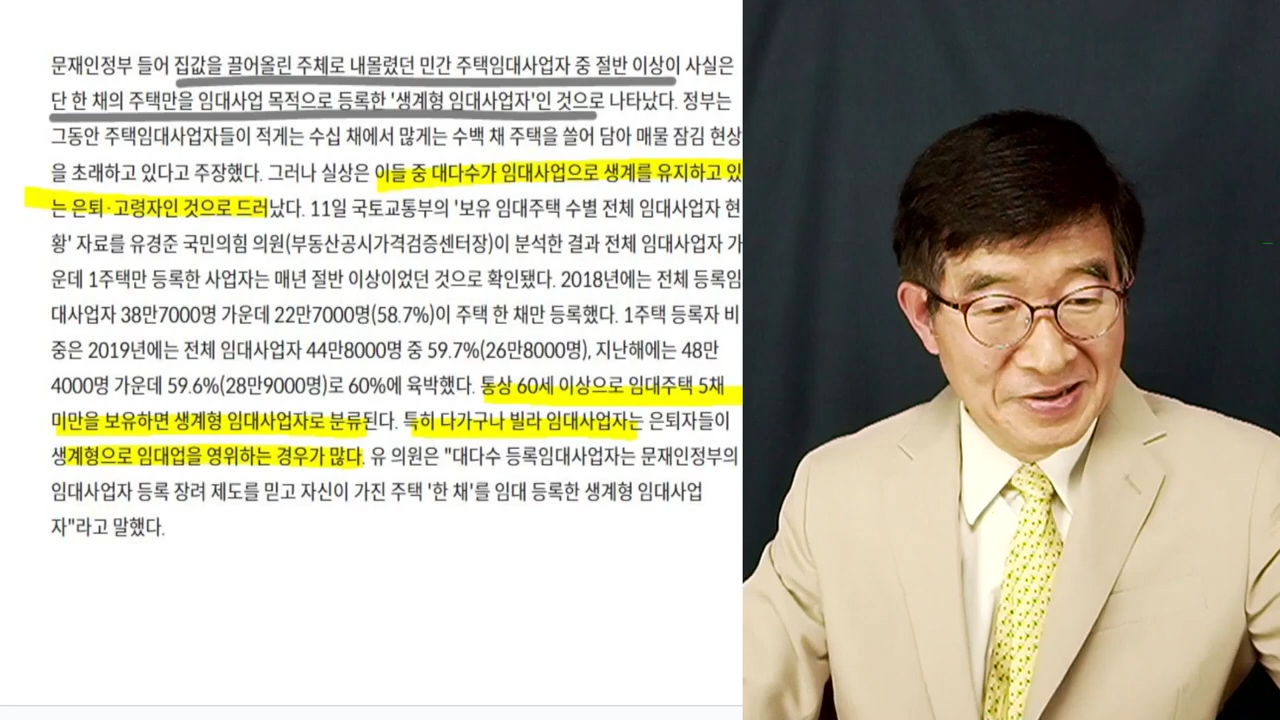 문재인정부 들어 집값을 끌어올린 주체로 내몰렸던 민간 주택임대사업자 중 절반 이상이 사실은
단 한 채의 주택만을 임대사업 목적으로 등록한 '생계형 임대사업자'인 것으로 나타났다. 정부는
그동안 주택임대사업자들이 적게는 수십 채에서 많게는 수백 채 주택을 쓸어 담아 매물 잠김 현상
을 초래하고 있다고 주장했다. 그러나 실상은 이들 중 대다수가 임대사업으로 생계를 유지하고 있
는 은퇴·고령자인 것으로 드러났다. 11일 국토교통부의 '보유 임대주택 수별 전체 임대사업자 현
황' 자료를 유경준 국민의힘 의원(부동산공시가격검증센터장)이 분석한 결과 전체 임대사업자 가
운데 1주택만 등록한 사업자는 매년 절반 이상이었던 것으로 확인됐다. 2018년에는 전체 등록임
대사업자 38만7000명 가운데 22만7000명(58.7%)이 주택 한 채만 등록했다. 1주택 등록자 비
중은 2019년에는 전체 임대사업자 44만8000명 중 59.7%(26만8000명), 지난해에는 48만
4000명 가운데 59.6%(28만9000명)로 60%에 육박했다. 통상 60세 이상으로 임대주택 5채
미만을 보유하면 생계형 임대사업자로 분류된다. 특히 다가구나 빌라 임대사업자는 은퇴자들이
생계형으로 임대업을 영위하는 경우가 많다. 유 의원은 "대다수 등록임대사업자는 문재인정부의
임대사업자 등록 장려 제도를 믿고 자신이 가진 주택 '한 채'를 임대 등록한 생계형 임대사업
자"라고 말했다.